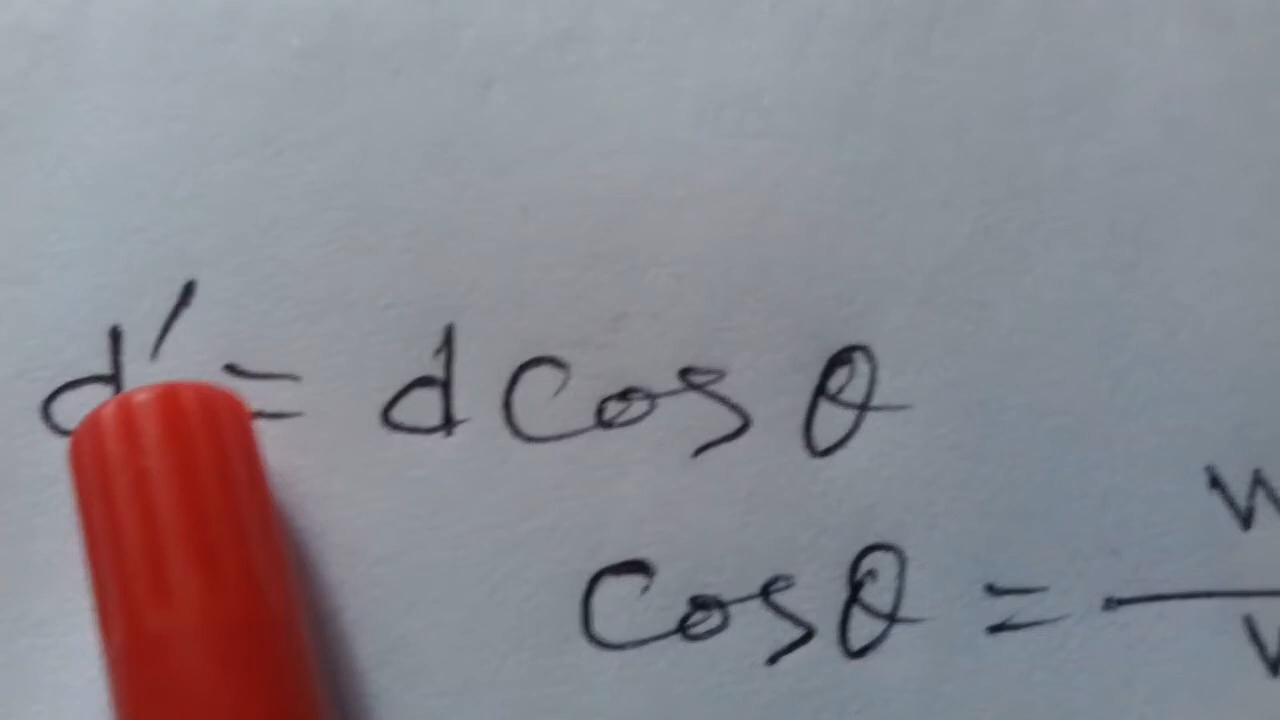 d' = d cos θ
cos θ =